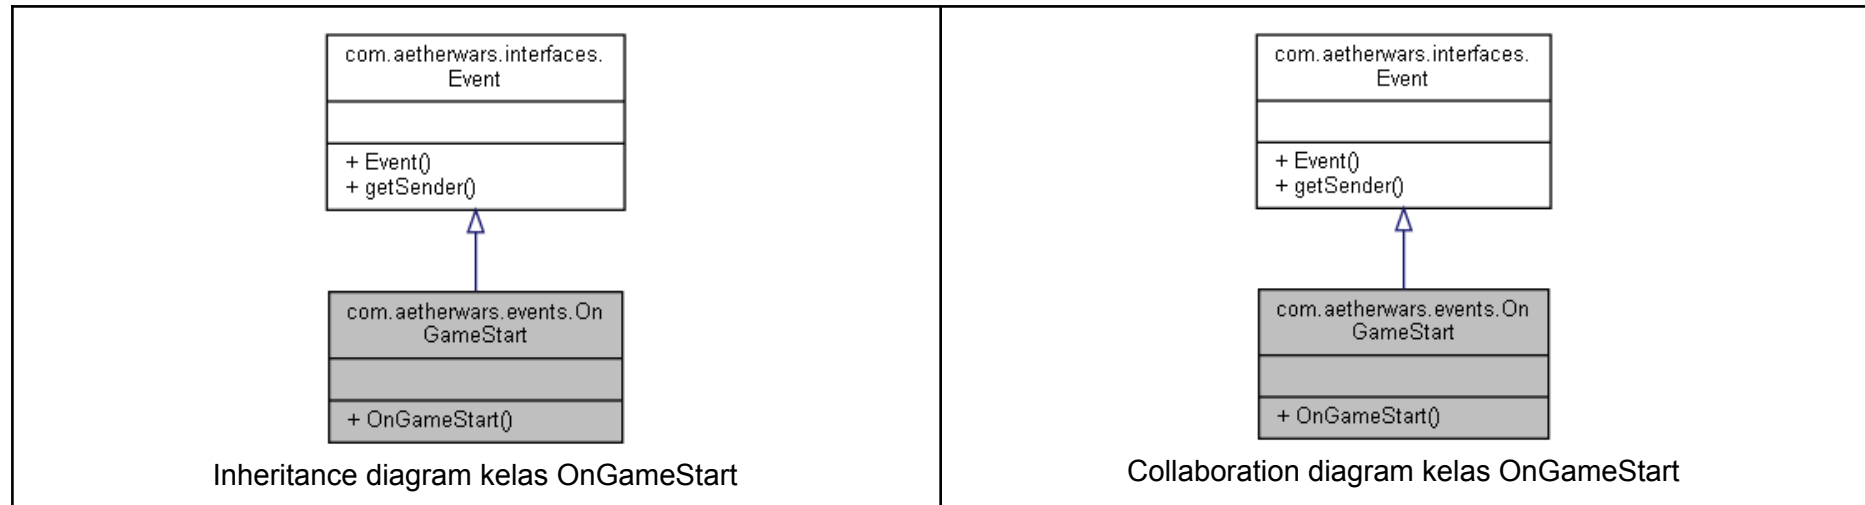 com.aetherwars.interfaces.
Event
+ Event()
+ getSender()
com.aetherwars.events.On
GameStart
+ OnGameStart()
Inheritance diagram kelas OnGameStart
com.aetherwars.interfaces.
Event
+ Event()
+ getSender()
com.aetherwars.events.On
GameStart
+ OnGameStart()
Collaboration diagram kelas OnGameStart